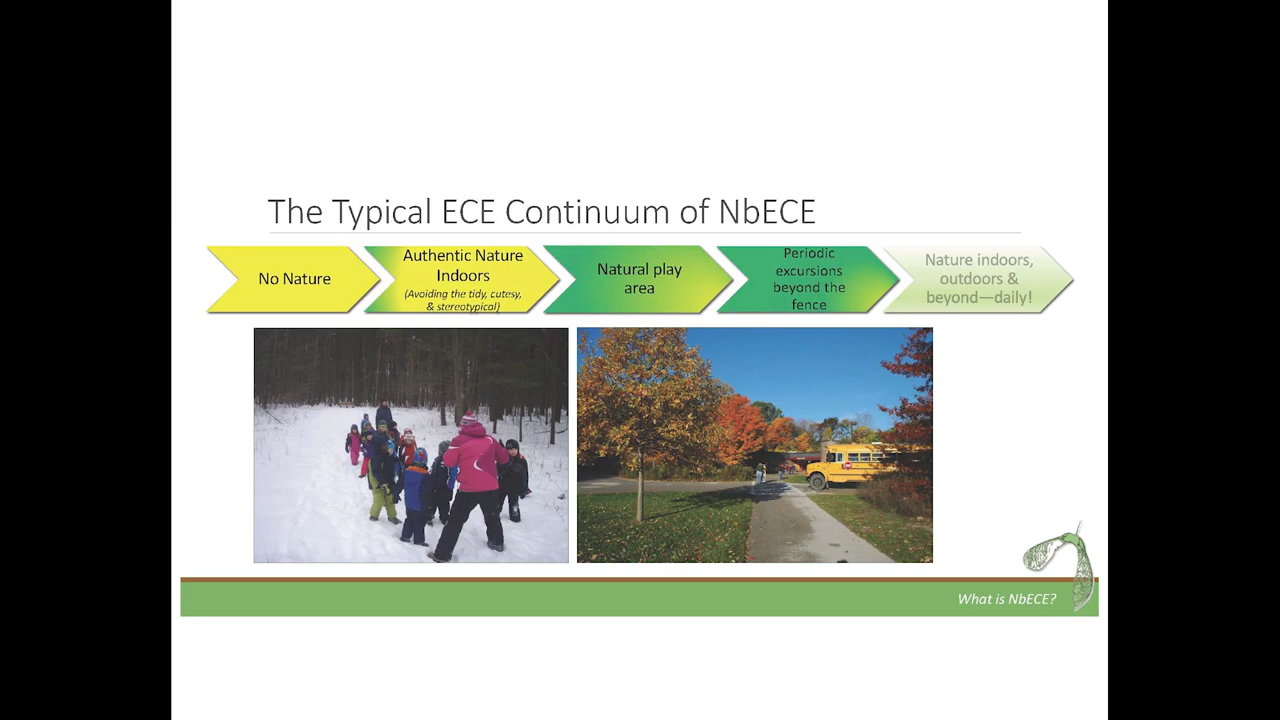 The Typical ECE Continuum of NbECE
No Nature
Authentic Nature
Indoors
(Avoiding the tidy, cutesy,
& stereotypical)
Natural play
area
Periodic
excursions
beyond the
fence
Nature indoors,
outdoors &
beyond—daily!
What is NbECE?